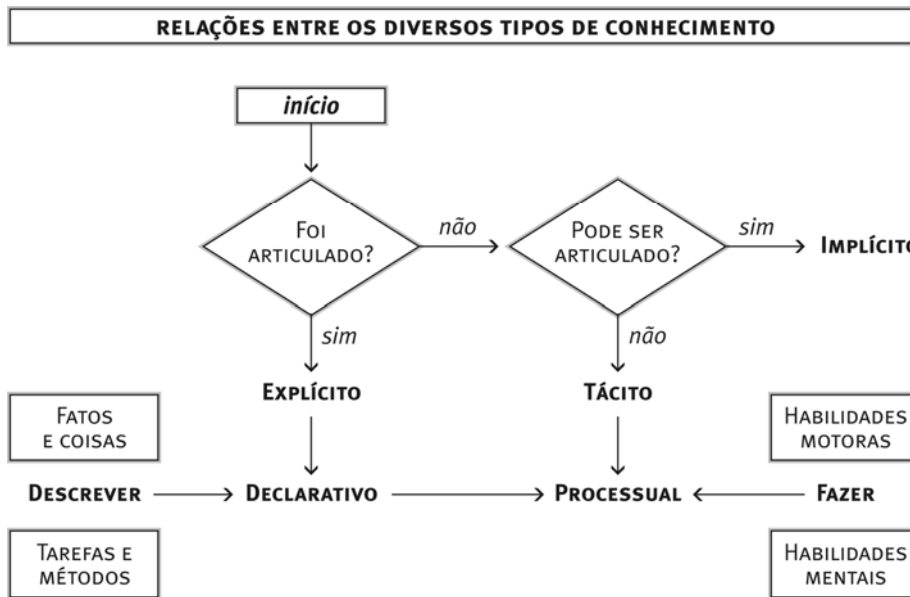 RELAÇÕES ENTRE OS DIVERSOS TIPOS DE CONHECIMENTO
início
FOI
ARTICULADO?
não
PODE SER
ARTICULADO?
sim
IMPLÍCITO
sim
não
EXPLÍCITO
TÁCITO
FATOS
E COISAS
HABILIDADES
MOTORAS
DESCREVER
DECLARATIVO
PROCESSUAL
FAZER
TAREFAS E
MÉTODOS
HABILIDADES
MENTAIS